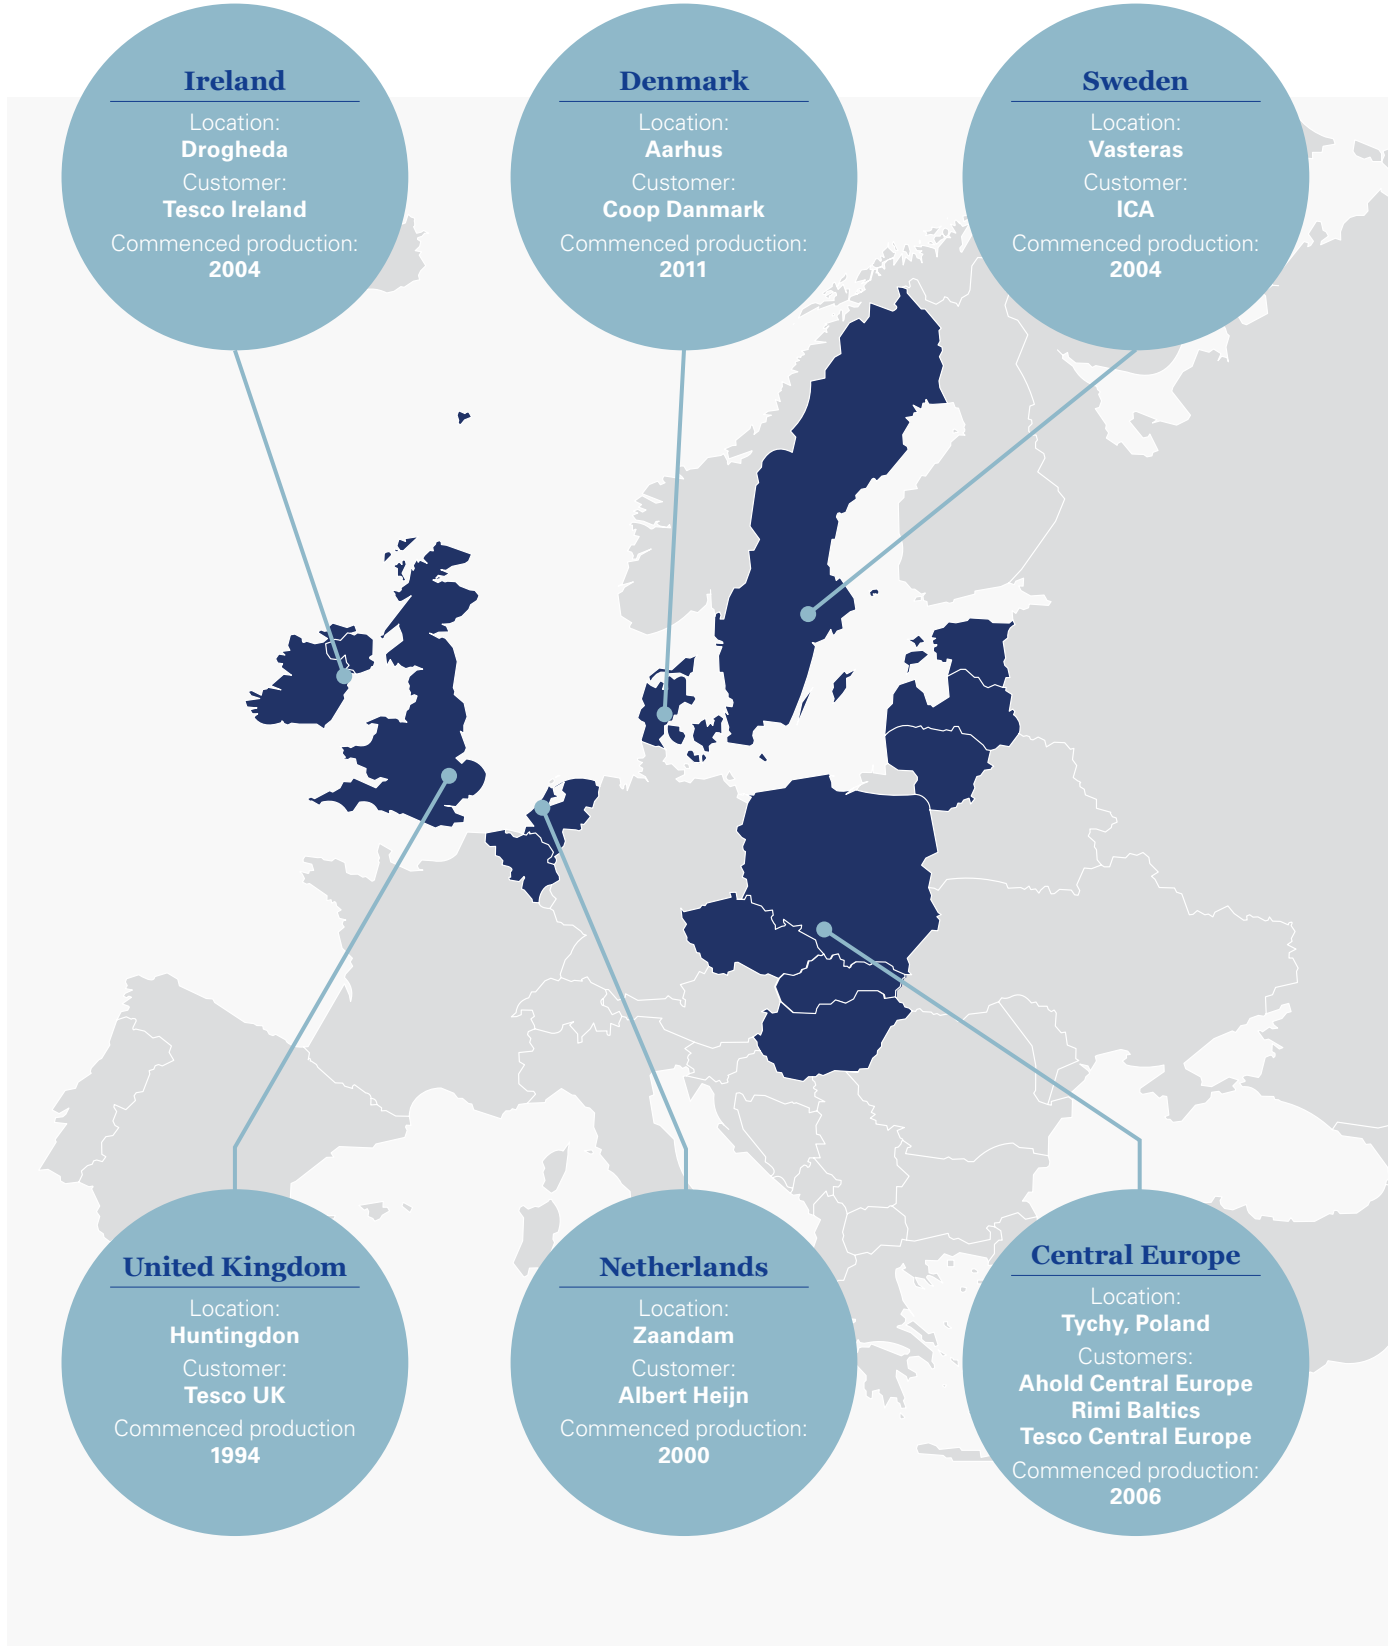 Ireland
Location:
Drogheda
Customer:
Tesco Ireland
Commenced production:
2004
Denmark
Location:
Aarhus
Customer:
Coop Danmark
Commenced production:
2011
Sweden
Location:
Vasteras
Customer:
ICA
Commenced production:
2004
United Kingdom
Location:
Huntingdon
Customer:
Tesco UK
Commenced production
1994
Netherlands
Location:
Zaandam
Customer:
Albert Heijn
Commenced production:
2000
Central Europe
Location:
Tychy, Poland
Customers:
Ahold Central Europe
Rimi Baltics
Tesco Central Europe
Commenced production:
2006